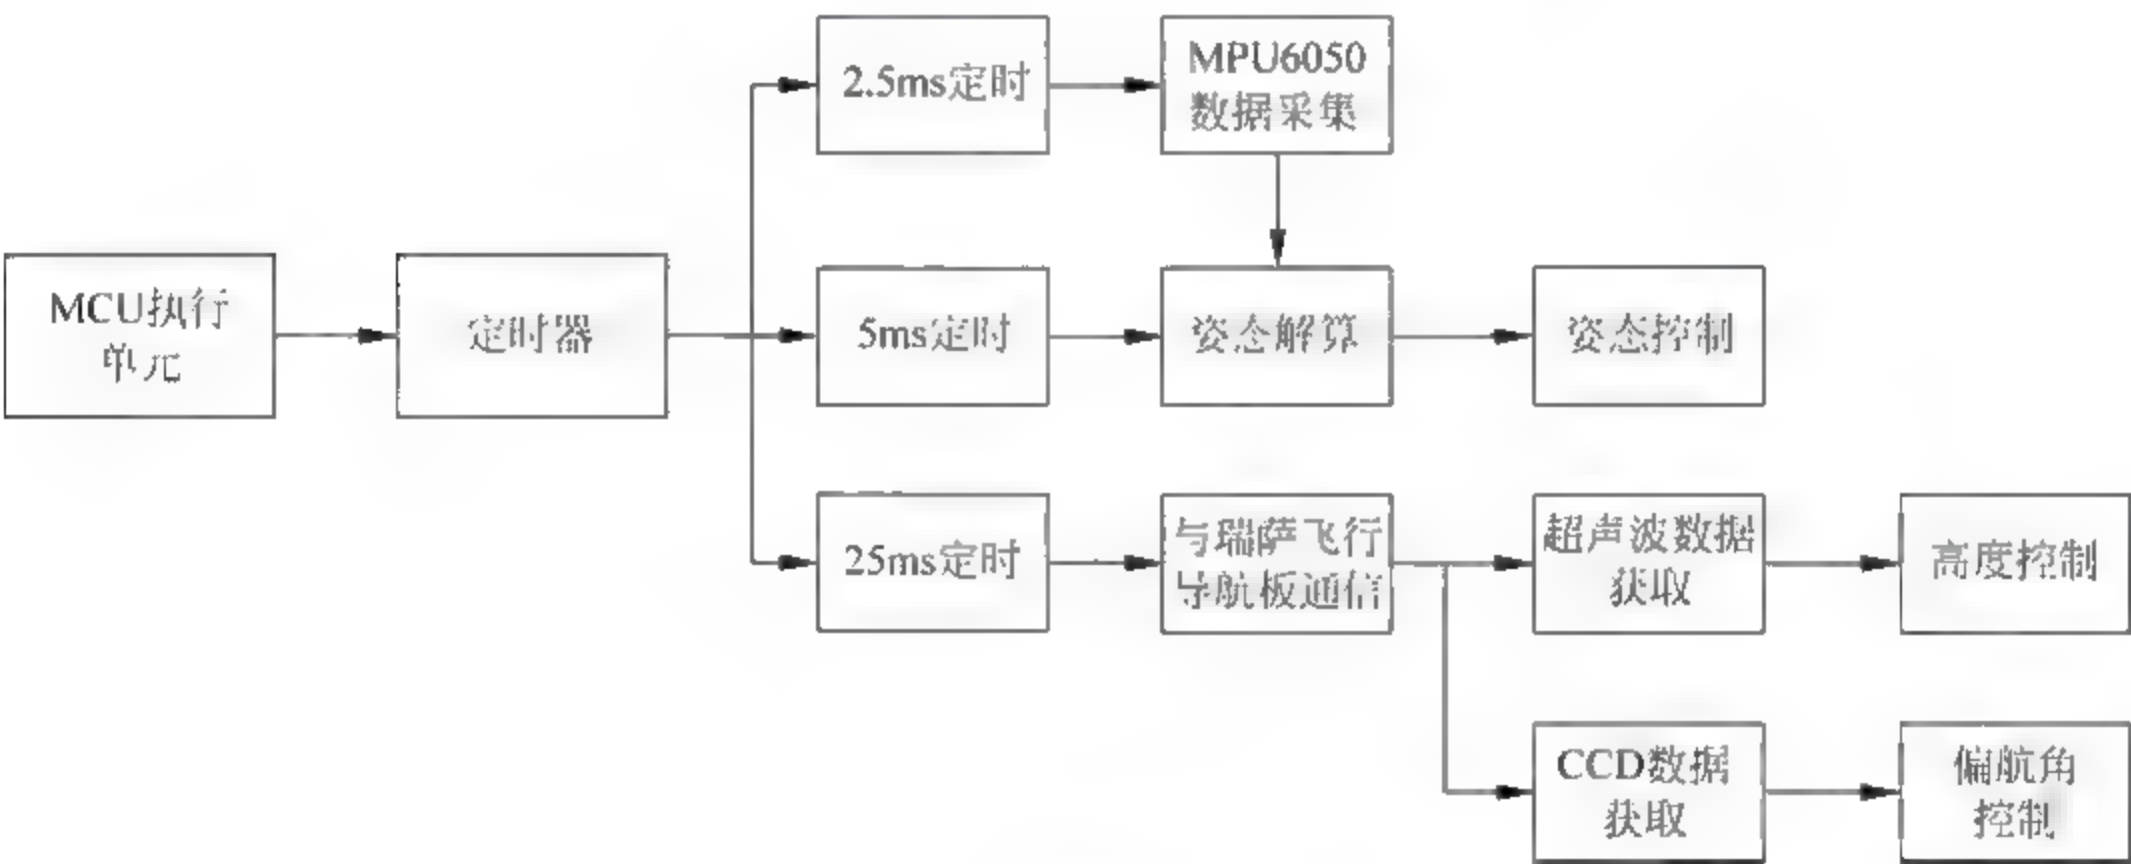 2.5ms定时
MPU6050
数据采集
MCU执行
单元
定时器
5ms定时
姿态解算
姿态控制
25ms定时
与瑞萨飞行
导航板通信
超声波数据
获取
高度控制
CCD数据
获取
偏航角
控制